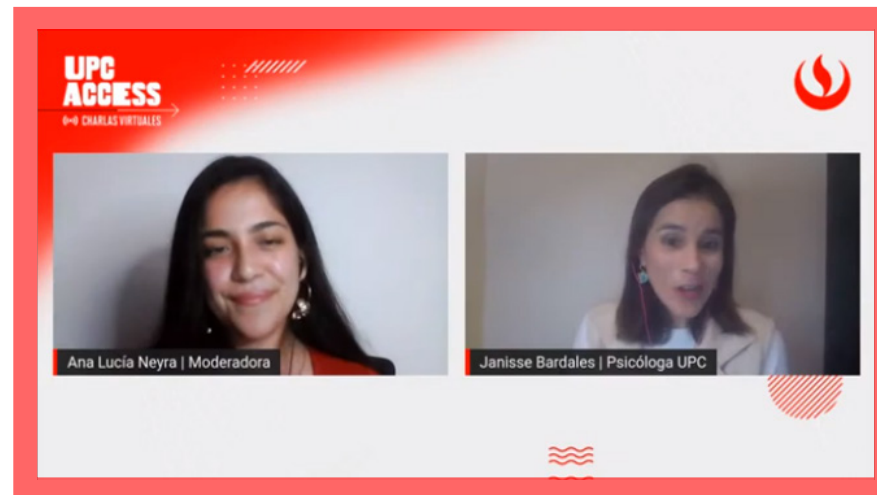 UPC
ACCESS
CHARLAS VIRTUALES
Ana Lucía Neyra | Moderadora
Janisse Bardales | Psicóloga UPC